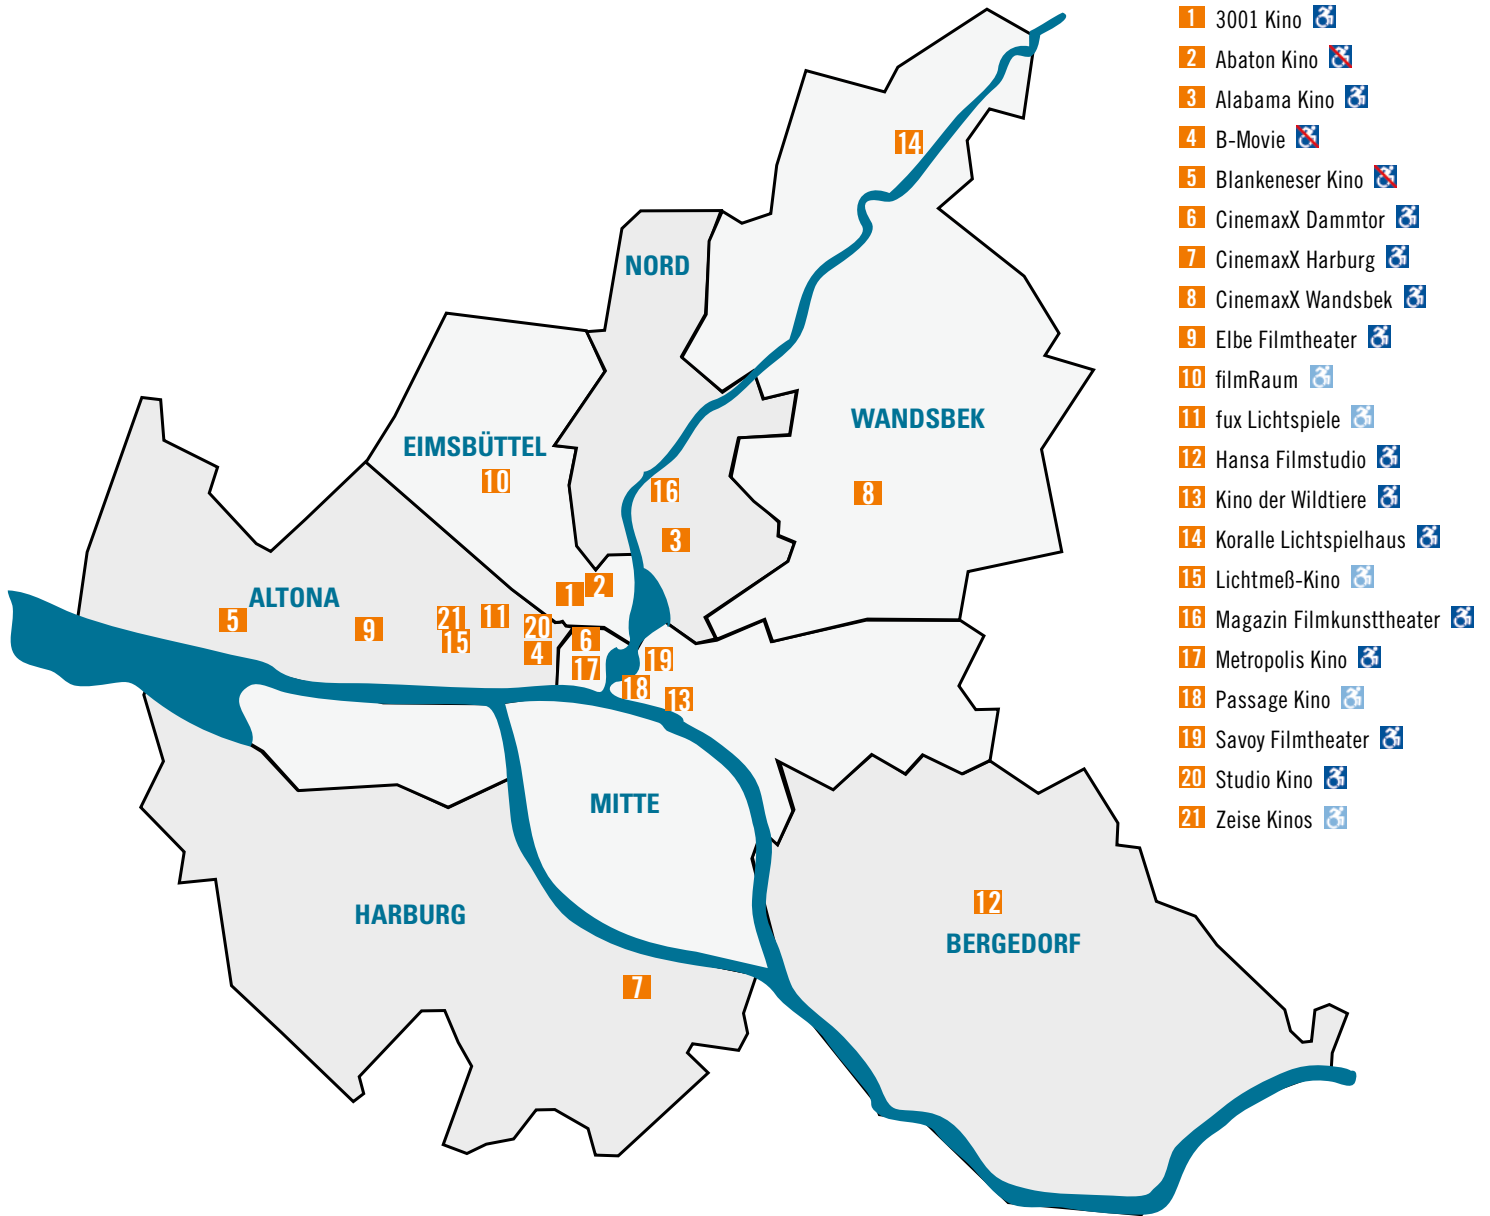 1 3001 Kino
2 Abaton Kino
3 Alabama Kino
4 B-Movie
5 Blankeneser Kino
6 CinemaxX Dammtor
7 CinemaxX Harburg
8 CinemaxX Wandsbek
9 Elbe Filmtheater
10 filmRaum
11 fux Lichtspiele
12 Hansa Filmstudio
13 Kino der Wildtiere
14 Koralle Lichtspielhaus
15 Lichtmeß-Kino
16 Magazin Filmkunsttheater
17 Metropolis Kino
18 Passage Kino
19 Savoy Filmtheater
20 Studio Kino
21 Zeise Kinos
14
NORD
WANDSBEK
EIMSBÜTTEL
10
16
8
3
1
2
ALTONA
5
9
21
11
15
20
4
6
17
19
18
13
MITTE
HARBURG
12
BERGEDORF
7